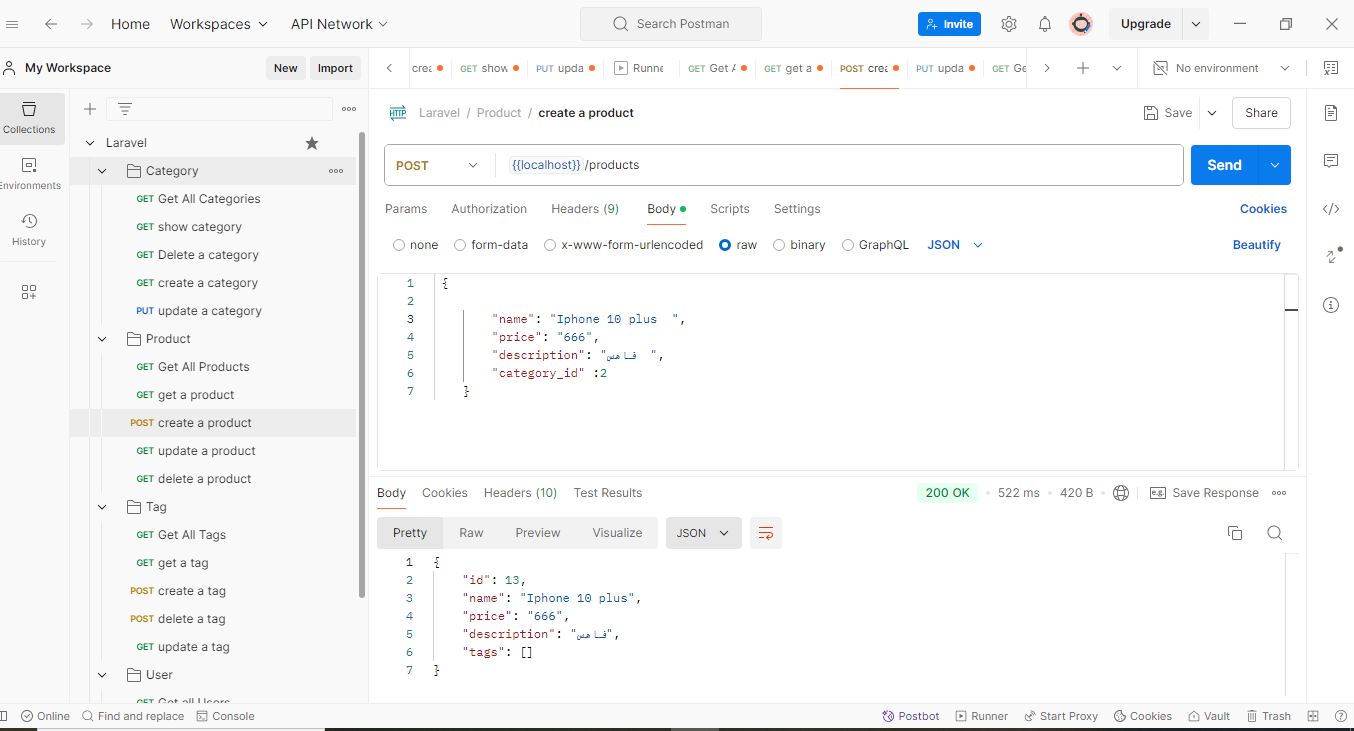 Home Workspaces API Network Search Postman Invite Upgrade
My Workspace New Import
GET show PUT upda Runne GET Get GET get a POST PUT upda GET Ge No environment
Collections
Environments
History
Laravel
Category
GET Get All Categories
GET show category
GET Delete a category
GET create a category
PUT update a category
Product
GET Get All Products
GET get a product
POST create a product
GET update a product
GET delete a product
Tag
GET Get All Tags
GET get a tag
POST create a tag
POST delete a tag
GET update a tag
User
GET Get all Users
HTTP Laravel / Product / create a product Save Share
POST {{localhost}} /products Send
Params Authorization Headers (9) Body Scripts Settings Cookies
none form-data x-www-form-urlencoded raw binary GraphQL JSON Beautify
1 {
2
3 "name": "Iphone 10 plus  ",
4 "price": "666",
5 "description": "قاهس  ",
6 "category_id" :2
7 }
Body Cookies Headers (10) Test Results 200 OK 522 ms 420 B e.g. Save Response
Pretty Raw Preview Visualize JSON
1 {
2 "id": 13,
3 "name": "Iphone 10 plus",
4 "price": "666",
5 "description": "قاهس",
6 "tags": []
7 }
Online Find and replace Console Postbot Runner Start Proxy Cookies Vault Trash